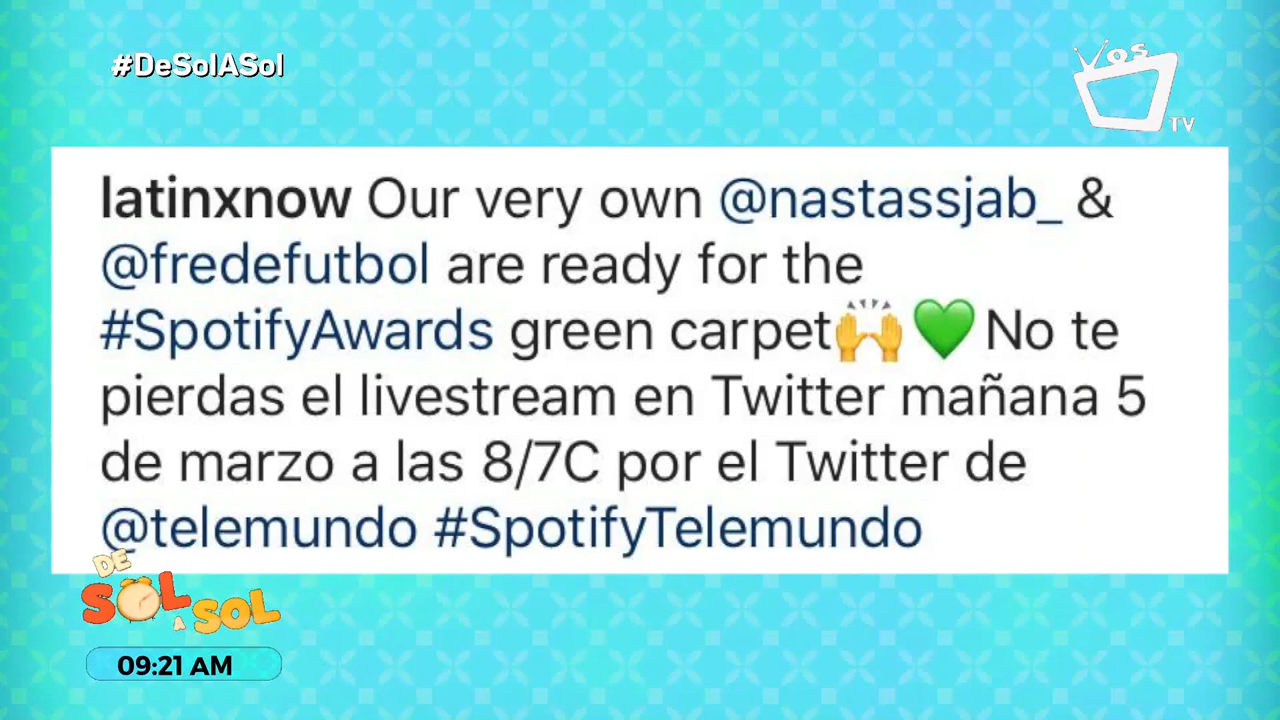 #DeSolASol
VOS
TV
latinxnow Our very own @nastassjab_ &
@fredefutbol are ready for the
#SpotifyAwards green carpet🙌💚No te
pierdas el livestream en Twitter mañana 5
de marzo a las 8/7C por el Twitter de
@telemundo #SpotifyTelemundo
DE
SOL
A SOL
09:21 AM